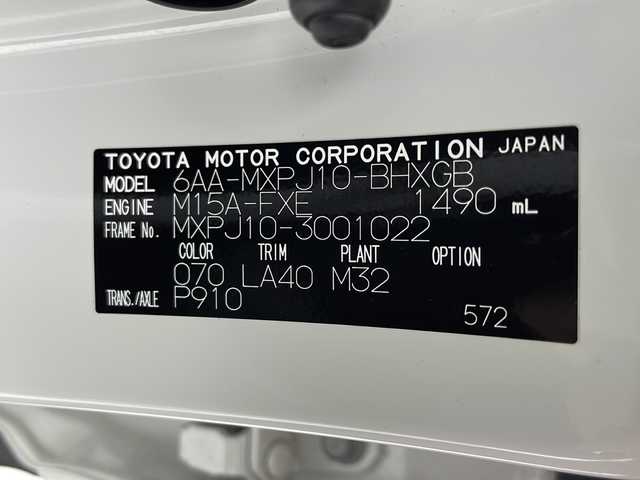 TOYOTA MOTOR CORPORATION JAPAN
MODEL 6AA-MXPJ10-BHXGB
ENGINE M15A-FXE 1490 mL
FRAME No. MXPJ10-3001022
COLOR TRIM PLANT OPTION
070 LA40 M32
TRANS./AXLE P910
572